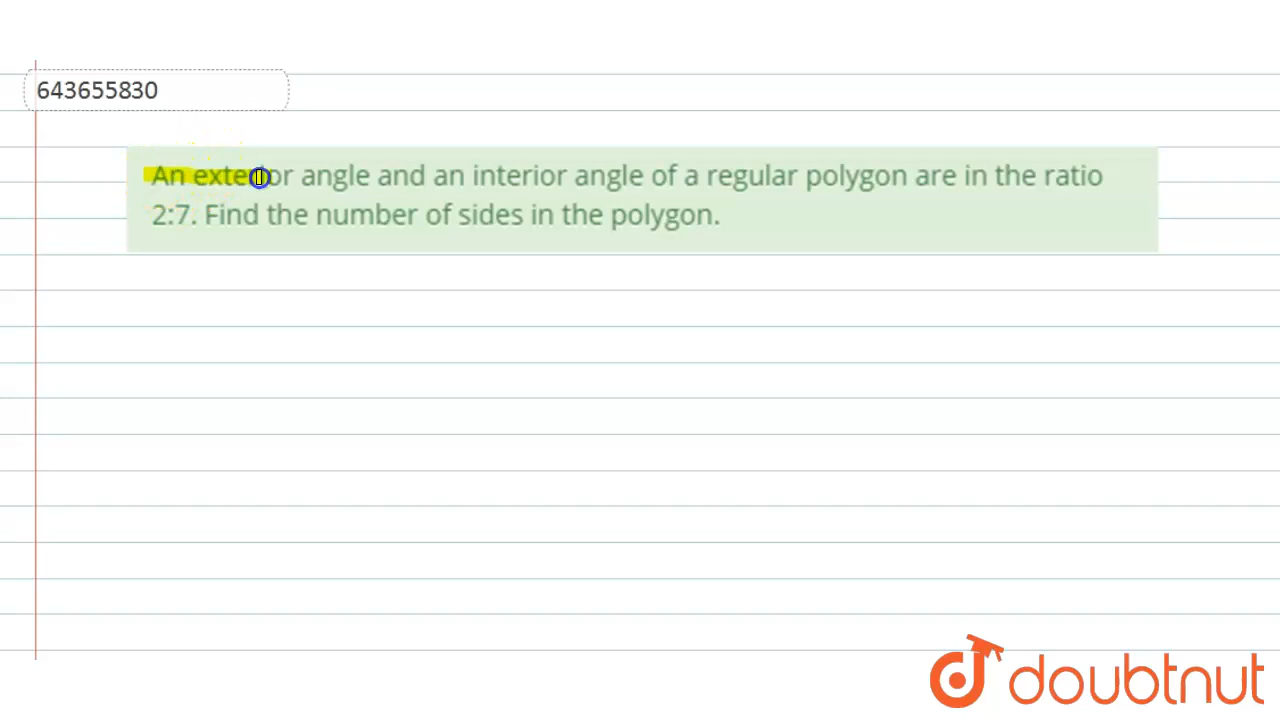 643655830
An exterior angle and an interior angle of a regular polygon are in the ratio
2:7. Find the number of sides in the polygon.
doubtnut